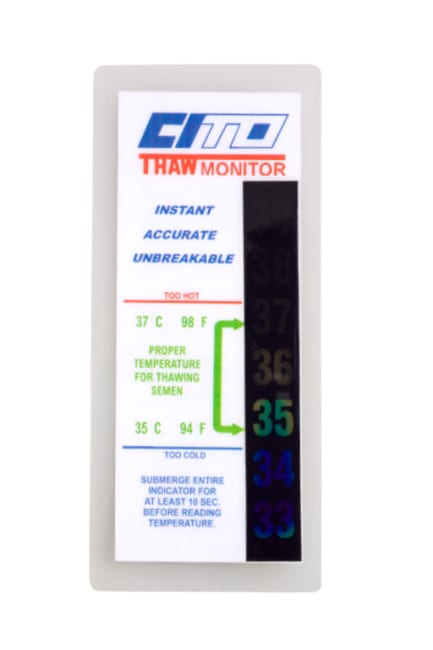 CITO
THAW MONITOR
INSTANT
ACCURATE
UNBREAKABLE
TOO HOT
37 C 98 F
PROPER
TEMPERATURE
FOR THAWING
SEMEN
35 C 94 F
TOO COLD
SUBMERGE ENTIRE
INDICATOR FOR
AT LEAST 10 SEC.
BEFORE READING
TEMPERATURE.
38
37
36
35
34
33